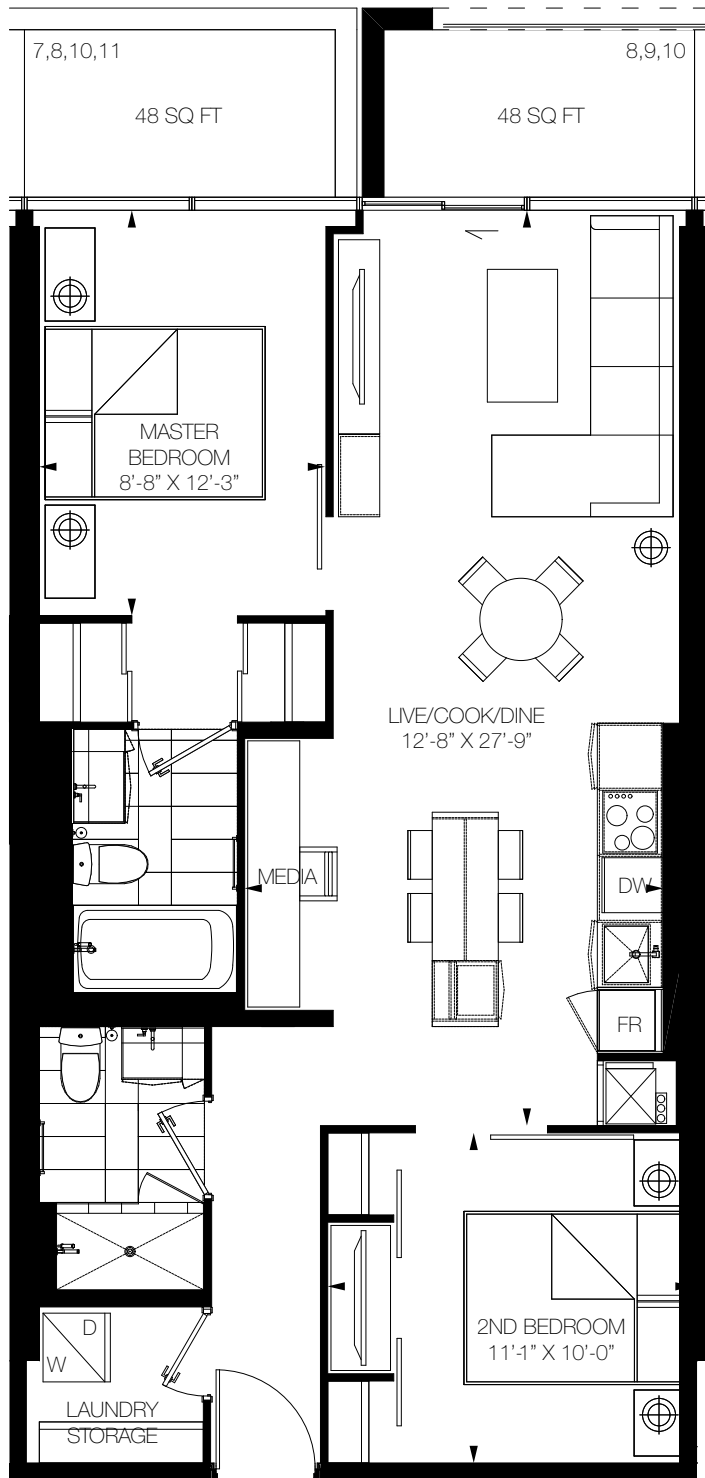 7,8,10,11
8,9,10
48 SQ FT
48 SQ FT
MASTER
BEDROOM
8'-8” X 12'-3”
LIVE/COOK/DINE
12'-8” X 27'-9”
MEDIA
DW
FR
2ND BEDROOM
11'-1” X 10'-0”
D
W
LAUNDRY
STORAGE